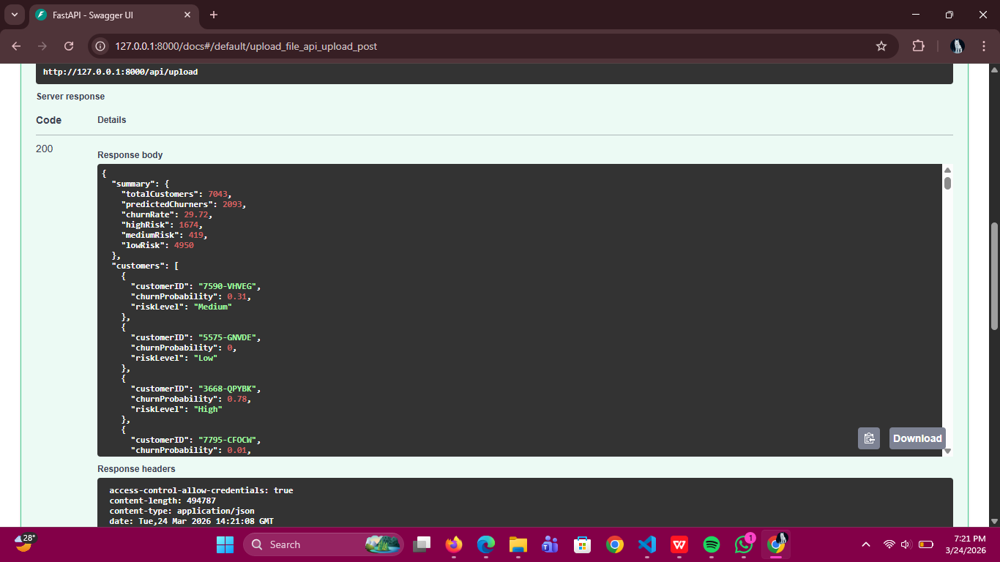 FastAPI - Swagger UI
127.0.0.1:8000/docs#/default/upload_file_api_upload_post
http://127.0.0.1:8000/api/upload
Server response
Code Details
200
Response body
{
"summary": {
"totalCustomers": 7043,
"predictedChurners": 2093,
"churnRate": 29.72,
"highRisk": 1674,
"mediumRisk": 419,
"lowRisk": 4950
},
"customers": [
{
"customerID": "7590-VHVEG",
"churnProbability": 0.31,
"riskLevel": "Medium"
},
{
"customerID": "5575-GNVDE",
"churnProbability": 0,
"riskLevel": "Low"
},
{
"customerID": "3668-QPYBK",
"churnProbability": 0.78,
"riskLevel": "High"
},
{
"customerID": "7795-CFOCW",
"churnProbability": 0.01,
Download
Response headers
access-control-allow-credentials: true
content-length: 494787
content-type: application/json
date: Tue,24 Mar 2026 14:21:08 GMT
28°
Search
1
7:21 PM
3/24/2026